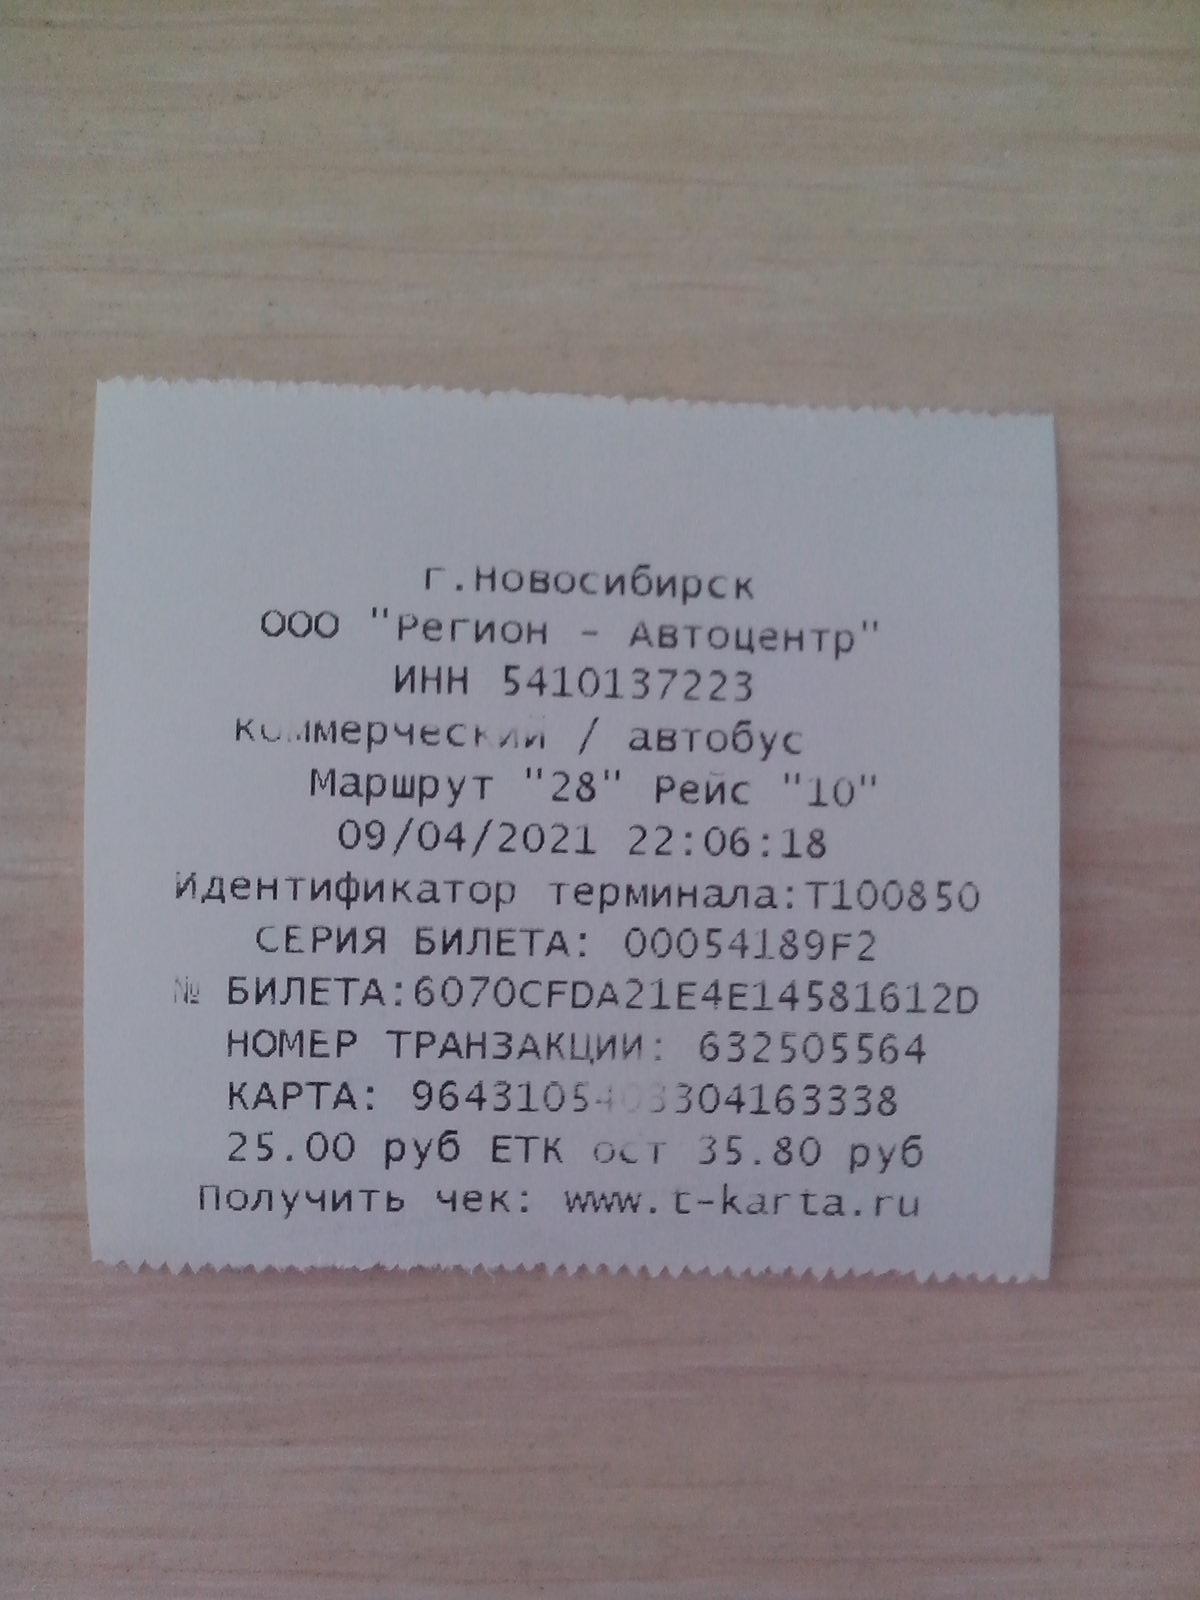 г.Новосибирск
ООО "Регион - Автоцентр"
ИНН 5410137223
коммерческий / автобус
Маршрут "28" Рейс "10"
09/04/2021 22:06:18
Идентификатор терминала:T100850
СЕРИЯ БИЛЕТА: 00054189F2
№ БИЛЕТА:6070CFDA21E4E14581612D
НОМЕР ТРАНЗАКЦИИ: 632505564
КАРТА: 96431054033304163338
25.00 руб ЕТК ост 35.80 руб
Получить чек: www.t-karta.ru